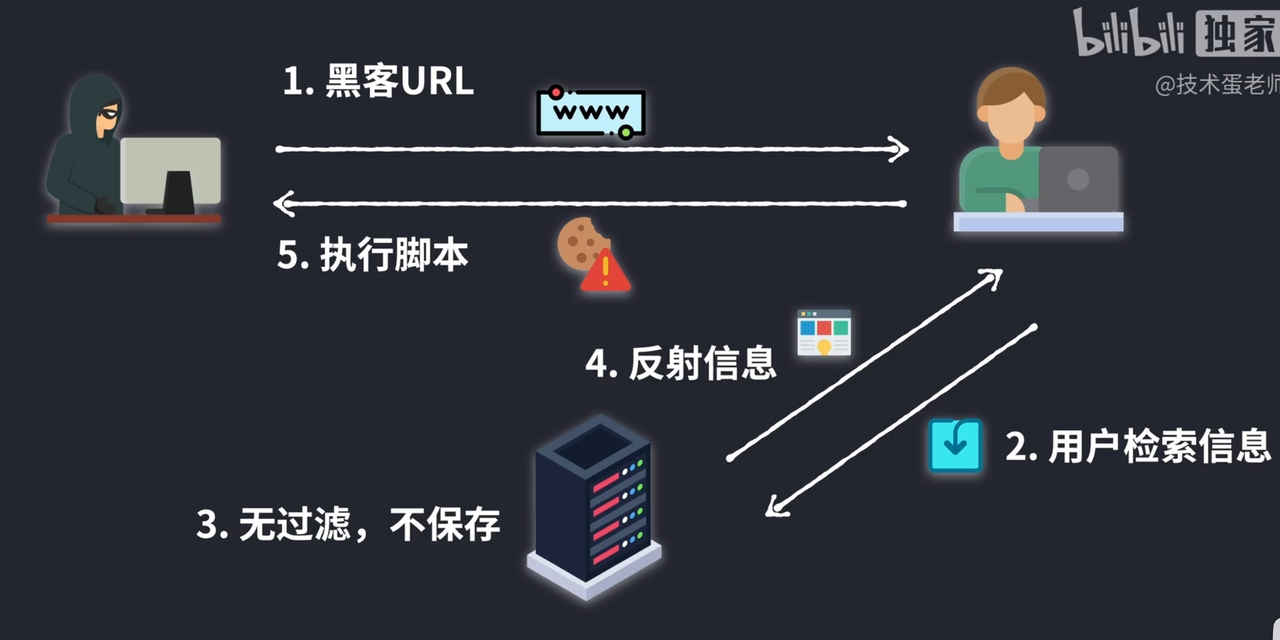 bilibili 独家
@技术蛋老师
1. 黑客URL
www
5. 执行脚本
4. 反射信息
2. 用户检索信息
3. 无过滤，不保存